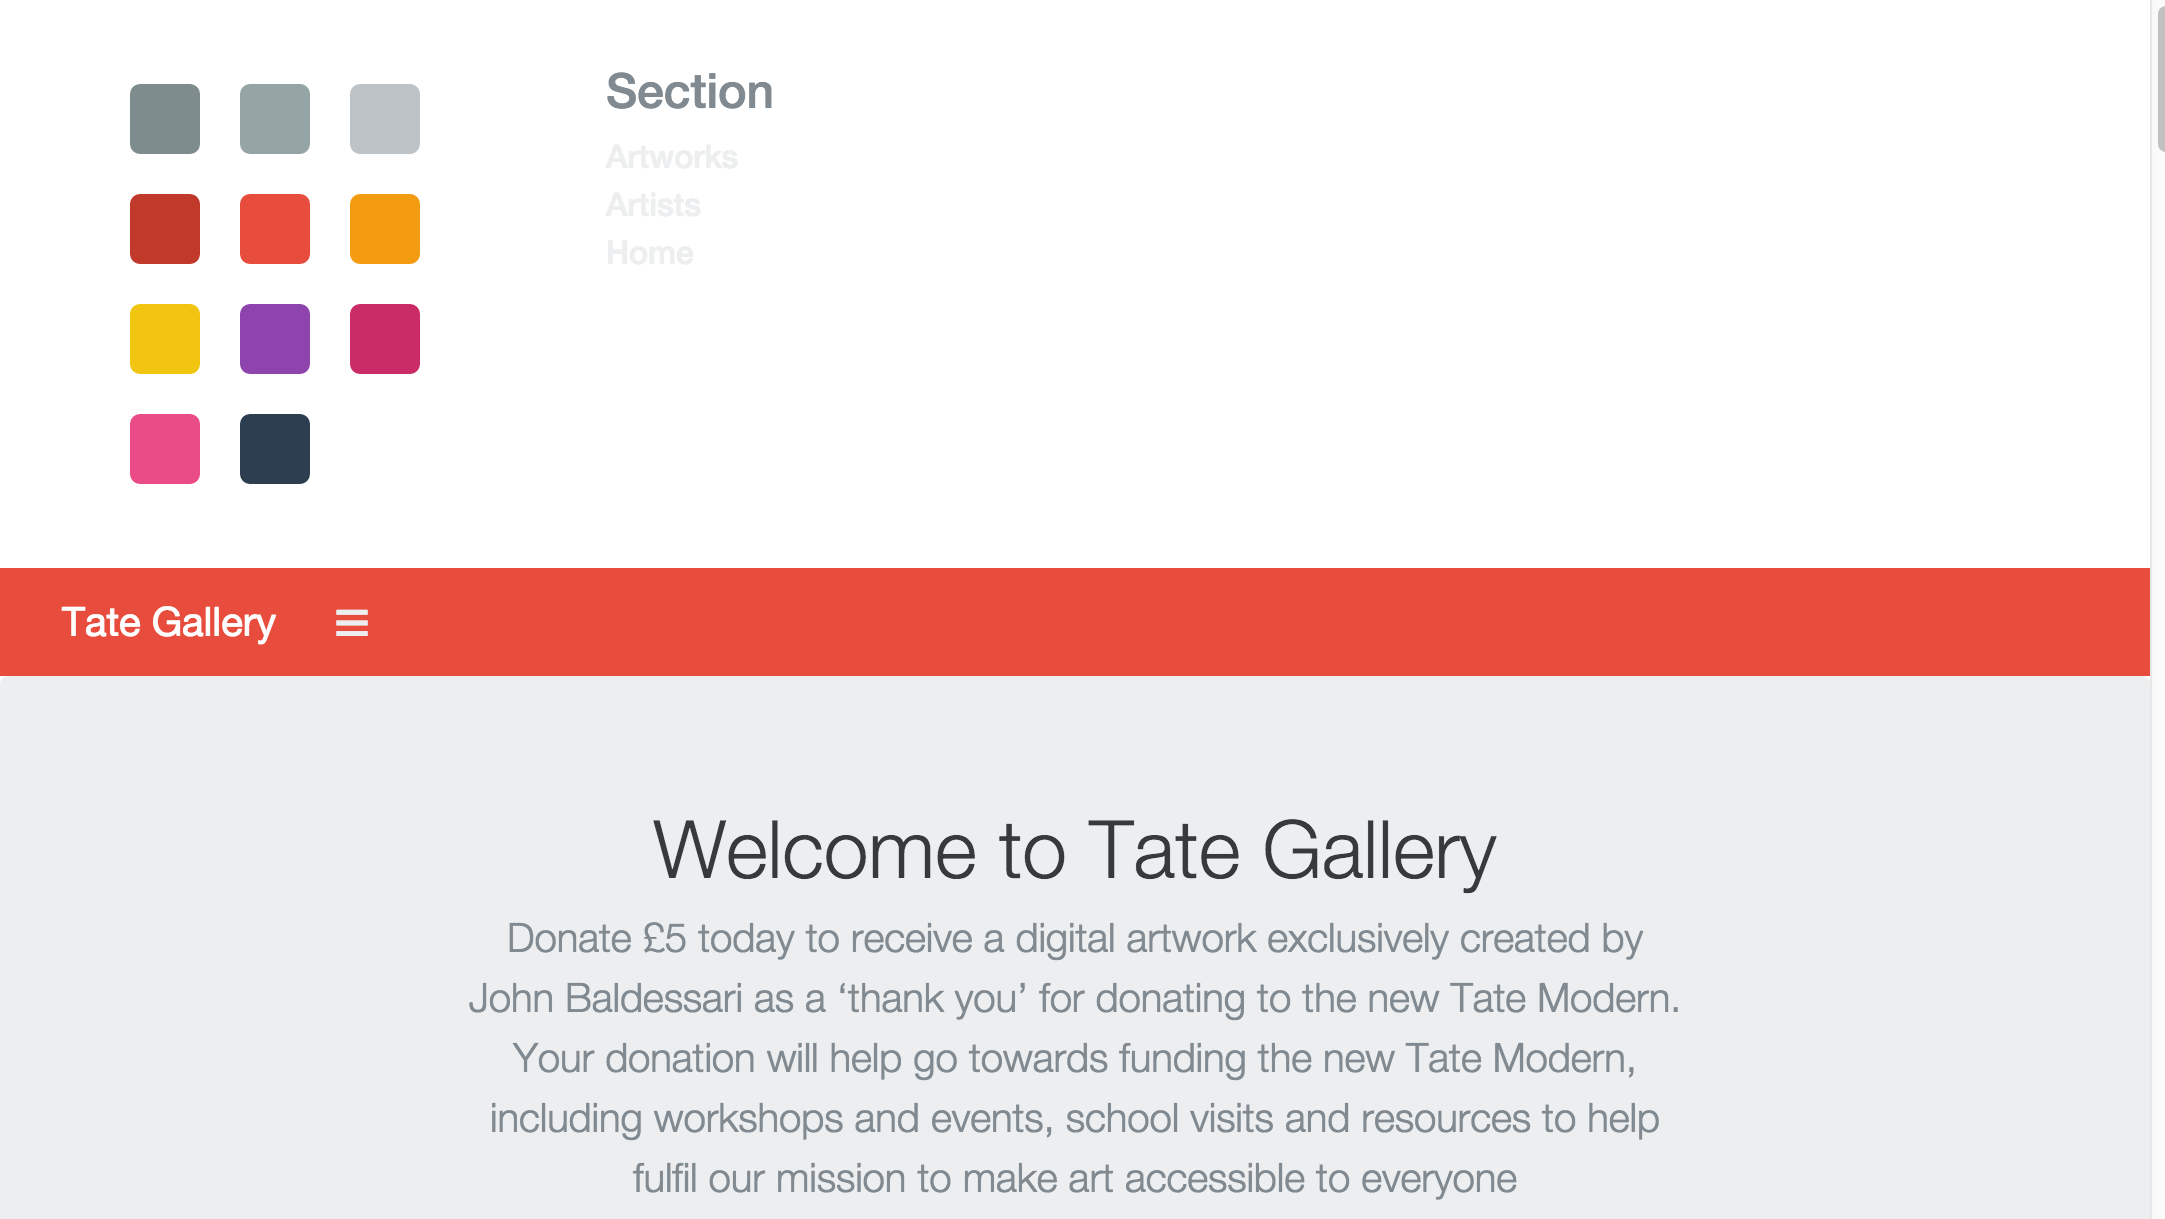 Section
Artworks
Artists
Home
Tate Gallery
Welcome to Tate Gallery
Donate £5 today to receive a digital artwork exclusively created by
John Baldessari as a ‘thank you’ for donating to the new Tate Modern.
Your donation will help go towards funding the new Tate Modern,
including workshops and events, school visits and resources to help
fulfil our mission to make art accessible to everyone